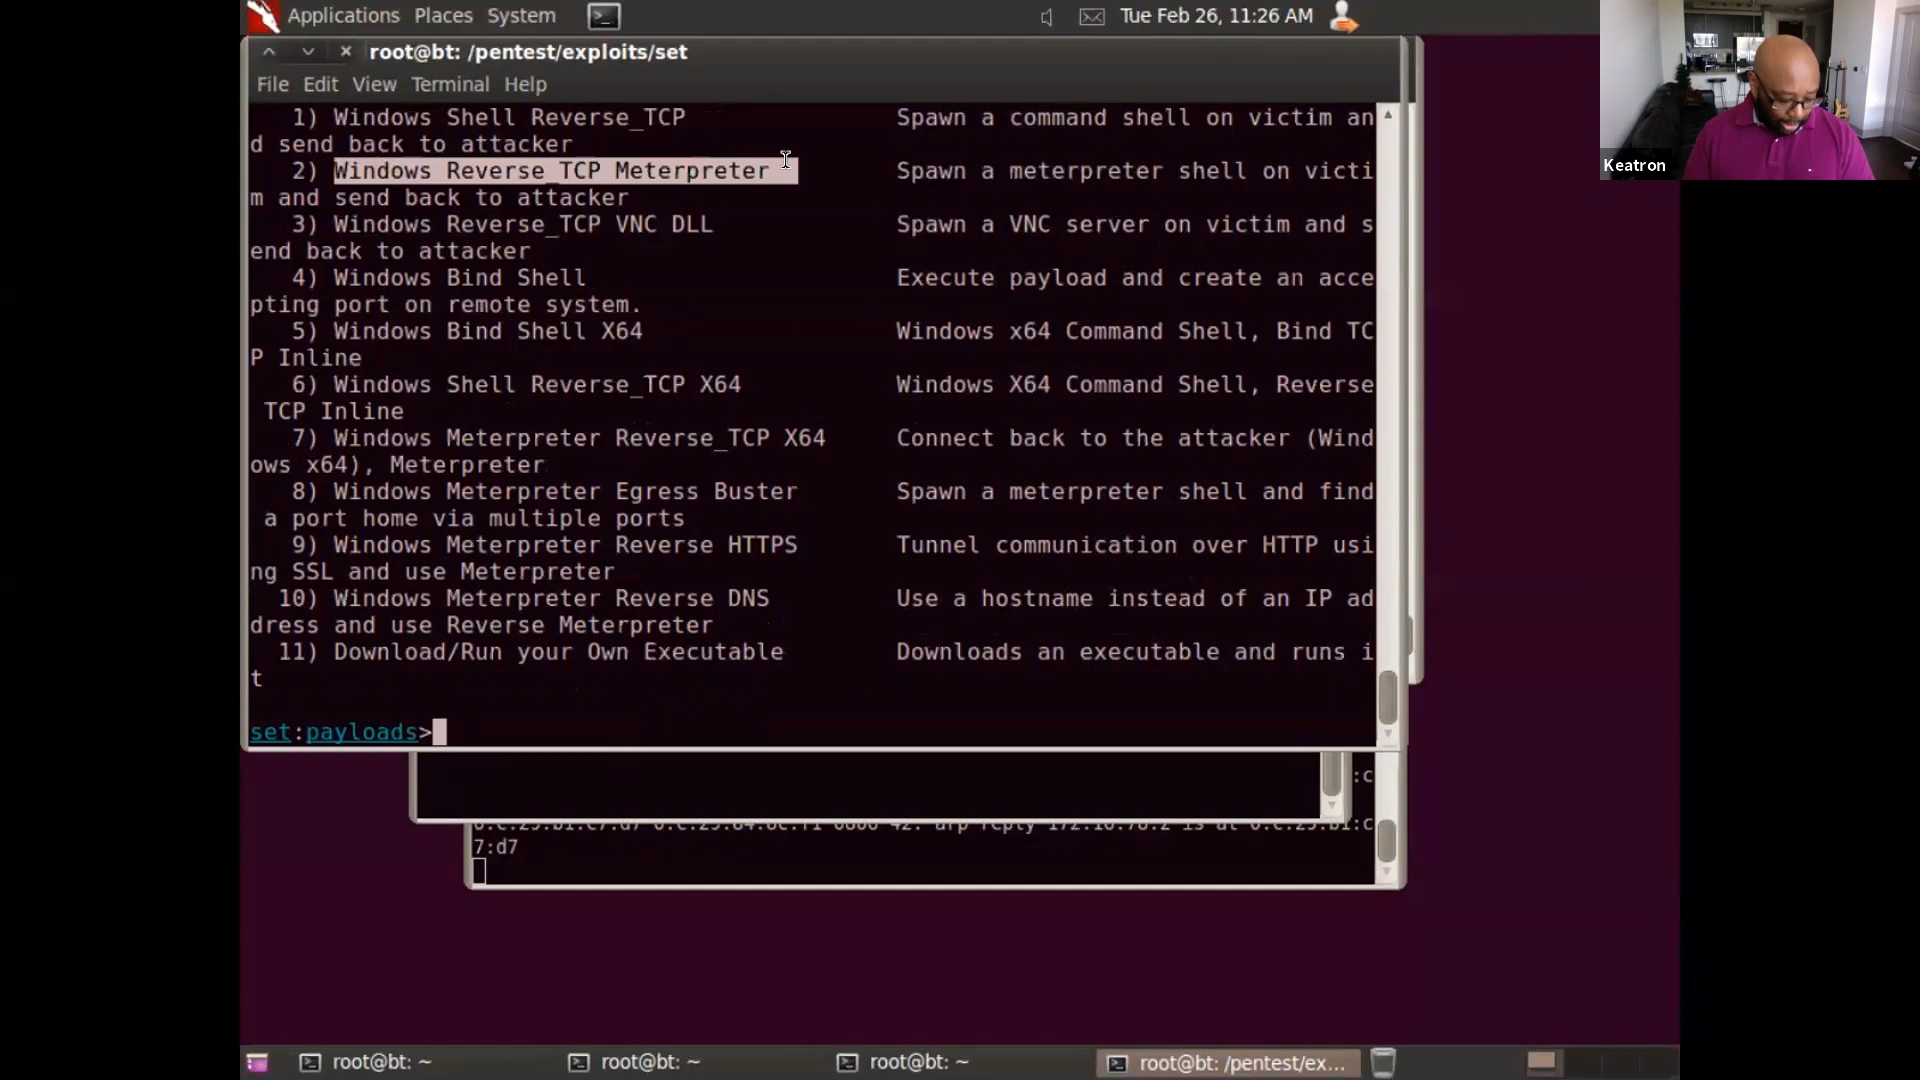 Applications Places System Tue Feb 26, 11:26 AM
root@bt: /pentest/exploits/set
File Edit View Terminal Help
1) Windows Shell Reverse_TCP Spawn a command shell on victim an
d send back to attacker
2) Windows Reverse_TCP Meterpreter Spawn a meterpreter shell on victi
m and send back to attacker
3) Windows Reverse_TCP VNC DLL Spawn a VNC server on victim and s
end back to attacker
4) Windows Bind Shell Execute payload and create an acce
pting port on remote system.
5) Windows Bind Shell X64 Windows x64 Command Shell, Bind TC
P Inline
6) Windows Shell Reverse_TCP X64 Windows X64 Command Shell, Reverse
TCP Inline
7) Windows Meterpreter Reverse_TCP X64 Connect back to the attacker (Wind
ows x64), Meterpreter
8) Windows Meterpreter Egress Buster Spawn a meterpreter shell and find
a port home via multiple ports
9) Windows Meterpreter Reverse HTTPS Tunnel communication over HTTP usi
ng SSL and use Meterpreter
10) Windows Meterpreter Reverse DNS Use a hostname instead of an IP ad
dress and use Reverse Meterpreter
11) Download/Run your Own Executable Downloads an executable and runs i
t
set:payloads>
:c
7:d7
root@bt: ~ root@bt: ~ root@bt: ~ root@bt: /pentest/ex...
Keatron